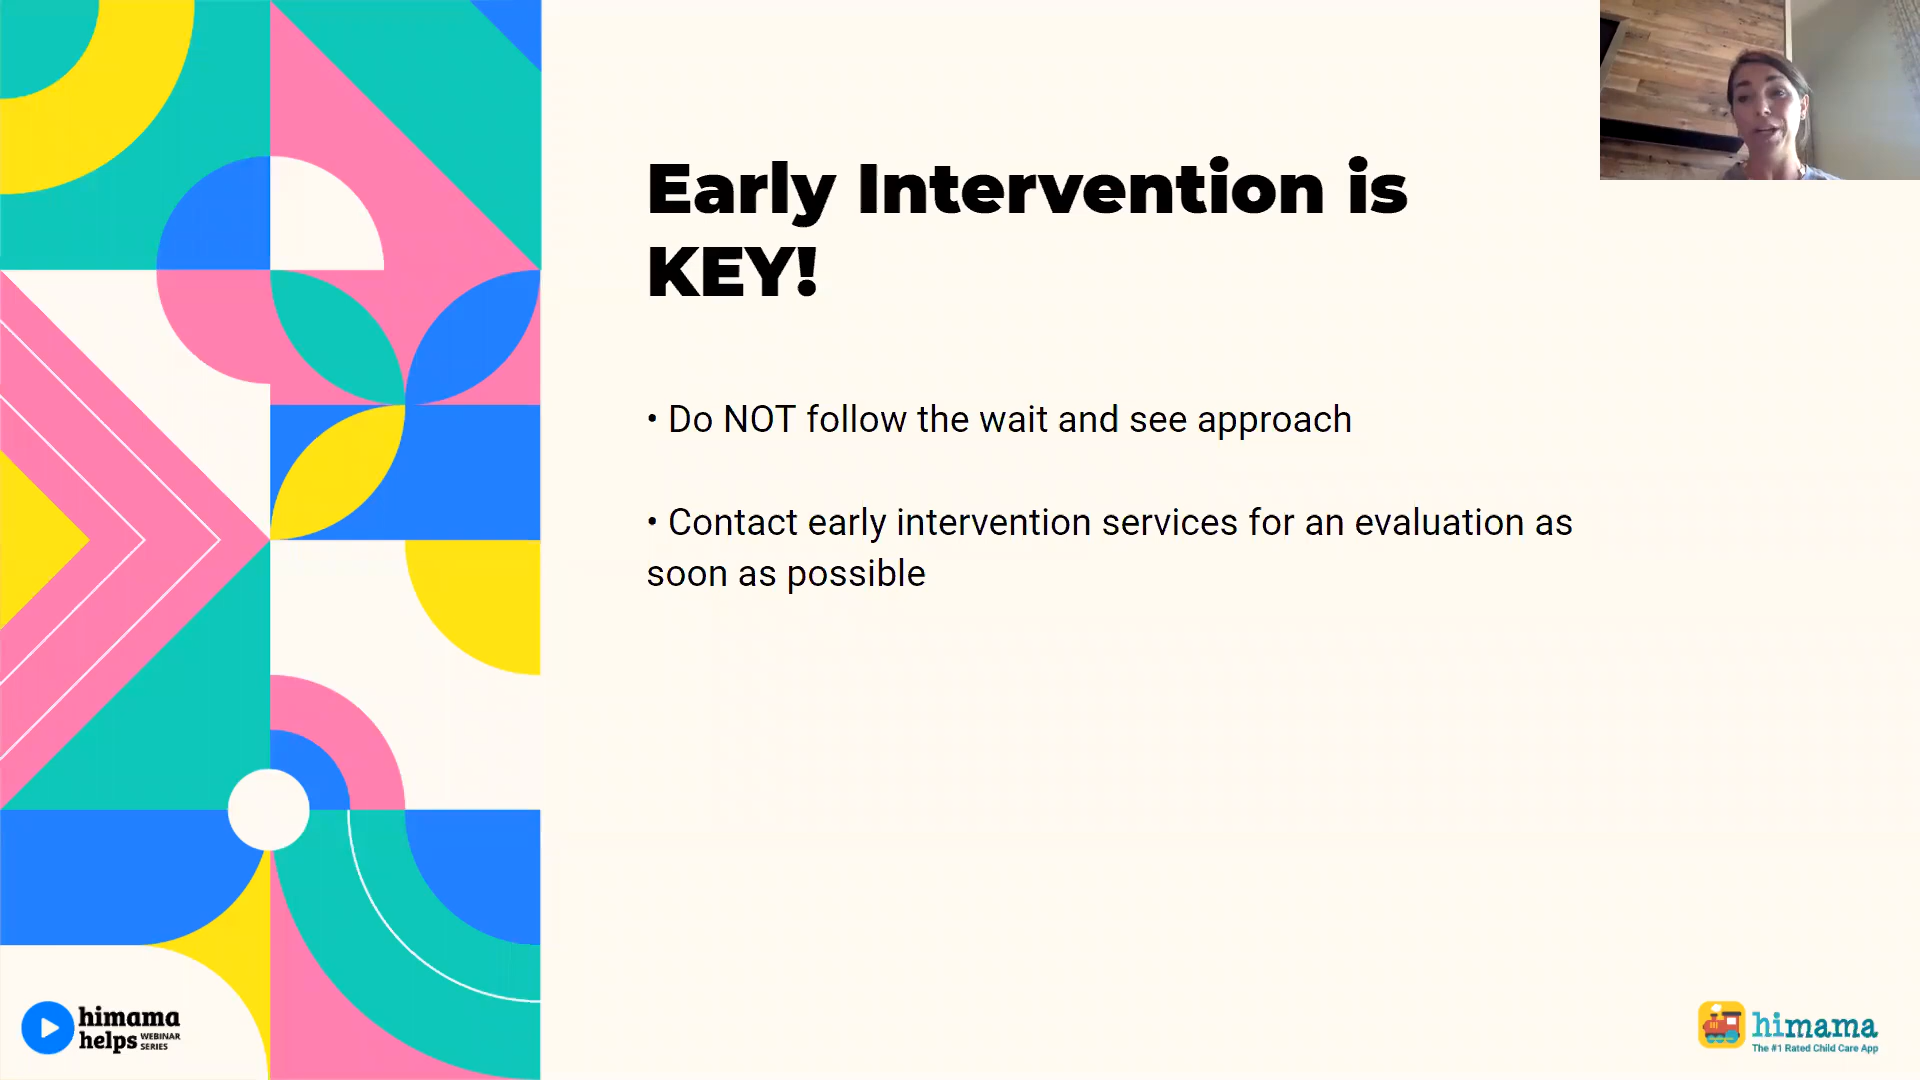 Early Intervention is
KEY!
• Do NOT follow the wait and see approach
• Contact early intervention services for an evaluation as
soon as possible
himama
helps WEBINAR
SERIES
himama
The #1 Rated Child Care App